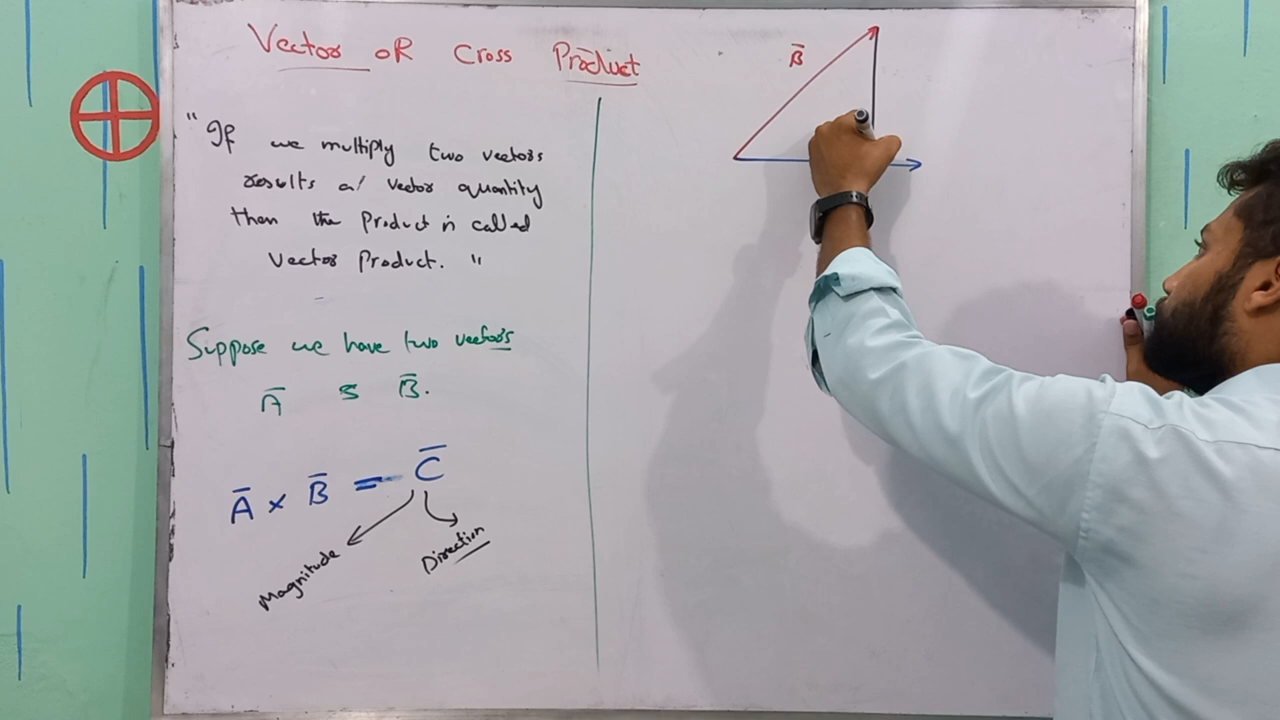 Vector OR Cross Product
" If we multiply two vectors
results a vector quantity
then the Product is called
Vector Product. "
Suppose we have two vectors
A̅ & B̅.
A̅ × B̅ = C̅
Magnitude
Direction
B̅